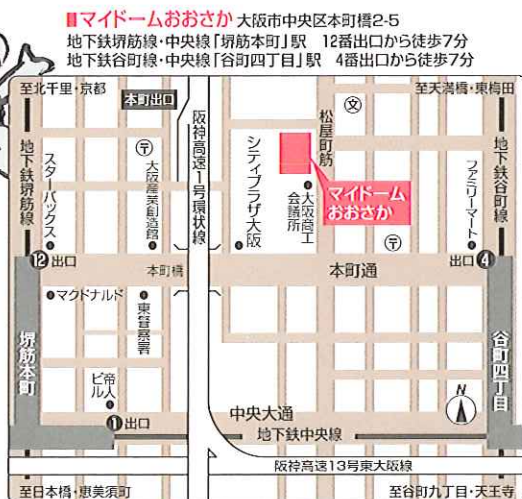 ■マイドームおおさか 大阪市中央区本町橋2-5
地下鉄堺筋線・中央線「堺筋本町」駅 12番出口から徒歩7分
地下鉄谷町線・中央線「谷町四丁目」駅 4番出口から徒歩7分
至北千里・京都
本町出口
至天満橋・東梅田
地下鉄堺筋線
スターバックス
〒
大阪産業創造館
阪神高速1号環状線
シティプラザ大阪
大阪商工
会議所
松屋町筋
文
マイドーム
おおさか
〒
ファミリーマート
地下鉄谷町線
12出口
本町橋
本町通
出口4
マクドナルド
東警察署
堺筋本町
帝人
ビル
1出口
谷町四丁目
N
中央大通
地下鉄中央線
阪神高速13号東大阪線
至日本橋・恵美須町
至谷町九丁目・天王寺